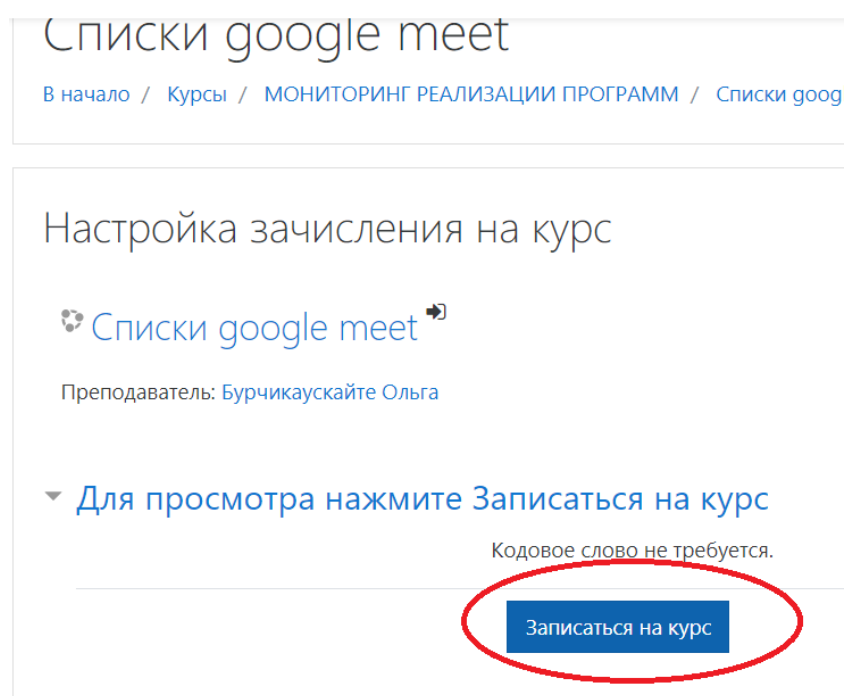 Списки google meet
В начало / Курсы / МОНИТОРИНГ РЕАЛИЗАЦИИ ПРОГРАММ / Списки goog
Настройка зачисления на курс
Списки google meet
Преподаватель: Бурчикаускайте Ольга
Для просмотра нажмите Записаться на курс
Кодовое слово не требуется.
Записаться на курс